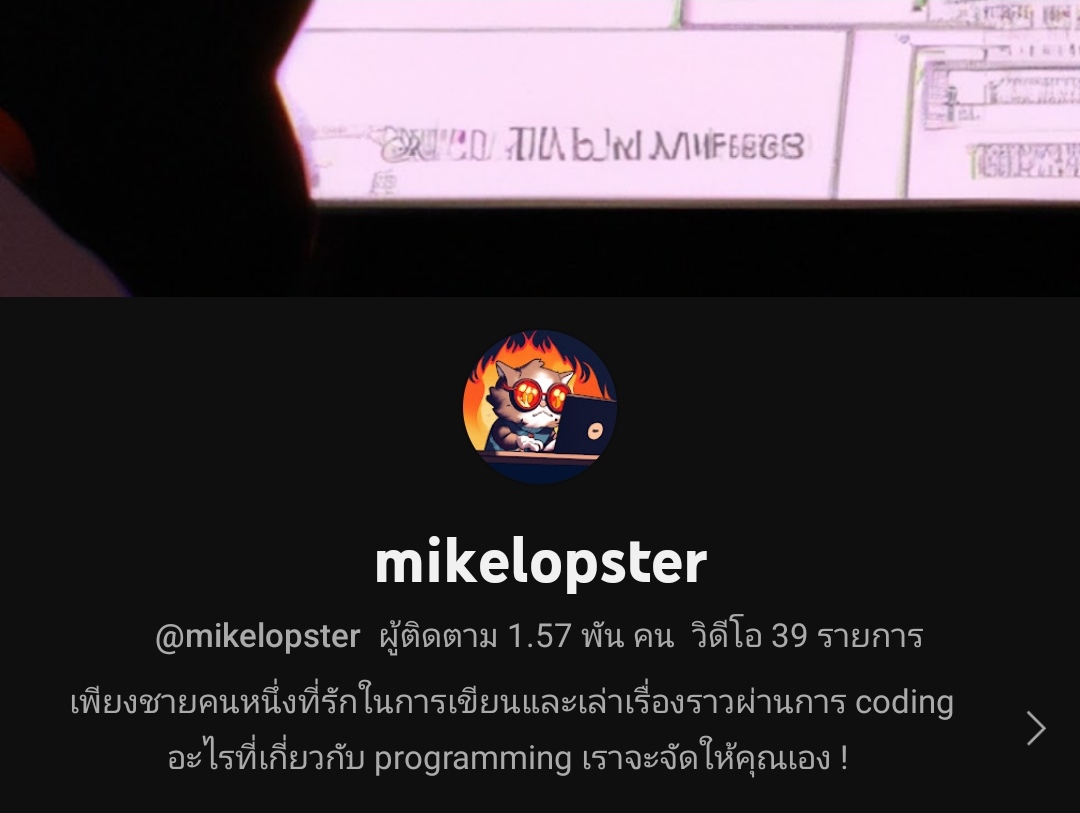 mikelopster
@mikelopster ผู้ติดตาม 1.57 พัน คน วิดีโอ 39 รายการ
เพียงชายคนหนึ่งที่รักในการเขียนและเล่าเรื่องราวผ่านการ coding
อะไรที่เกี่ยวกับ programming เราจะจัดให้คุณเอง !